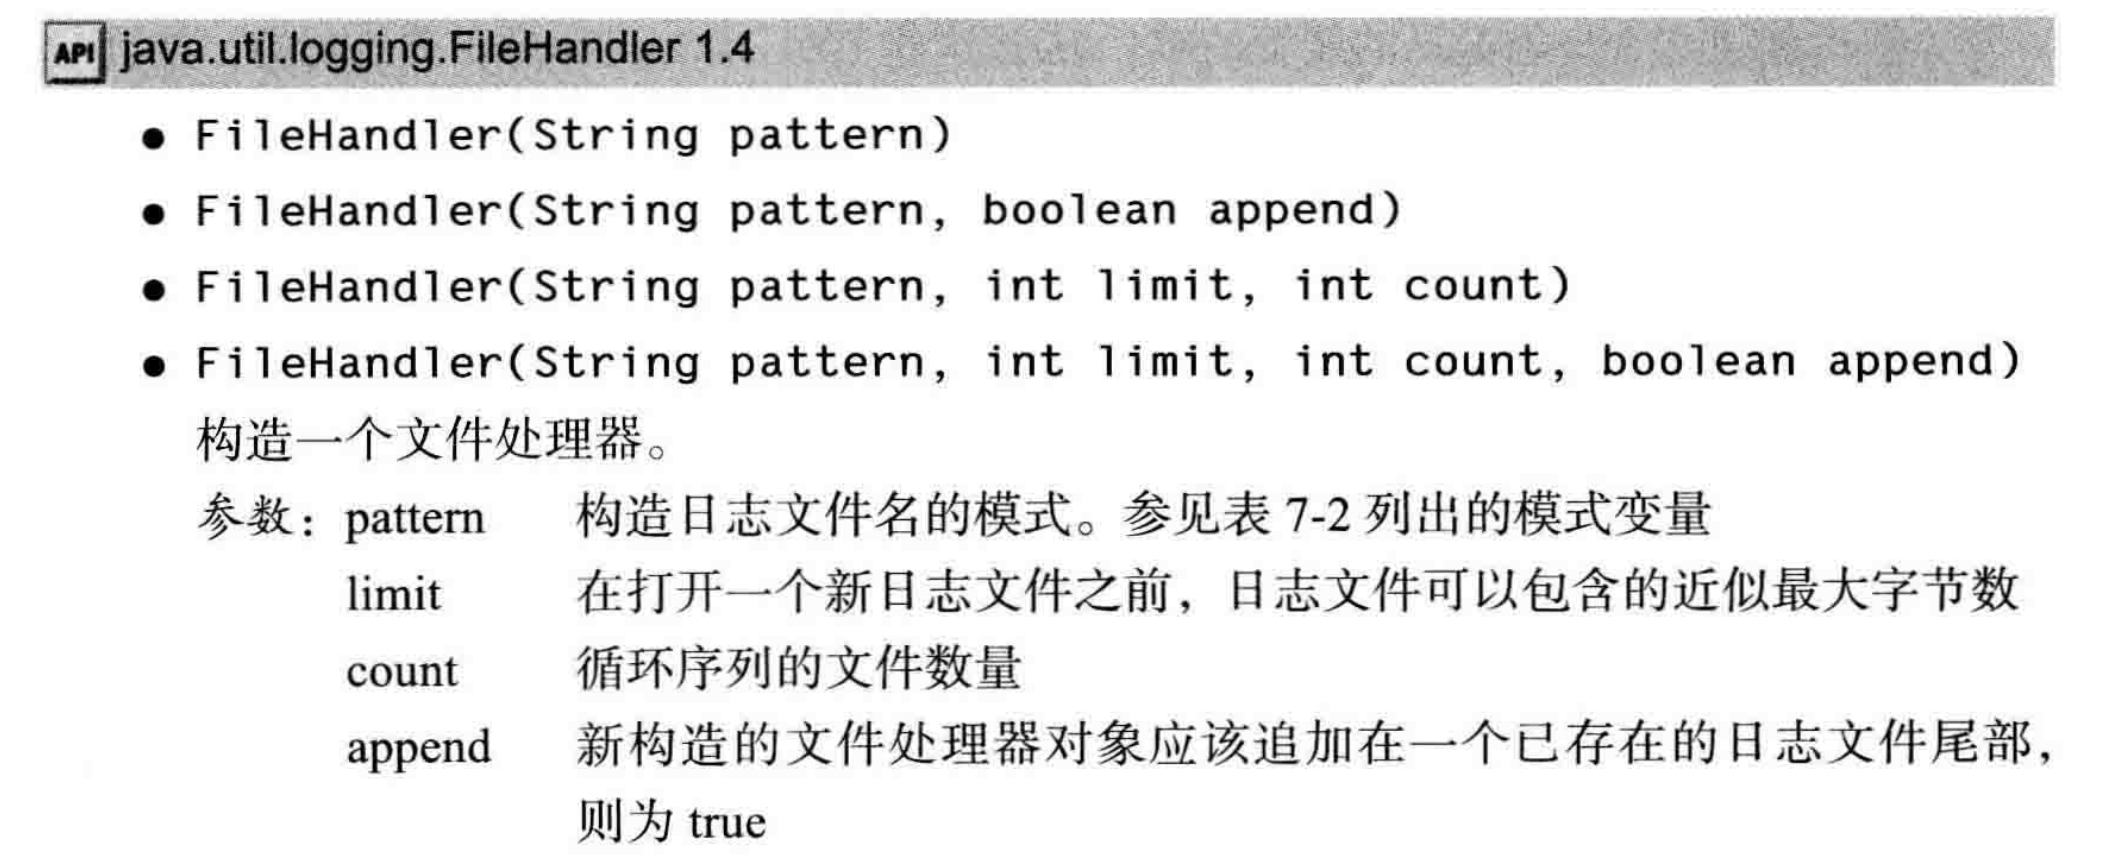 API java.util.logging.FileHandler 1.4
● FileHandler(String pattern)
● FileHandler(String pattern, boolean append)
● FileHandler(String pattern, int limit, int count)
● FileHandler(String pattern, int limit, int count, boolean append)
构造一个文件处理器。
参数：pattern 构造日志文件名的模式。参见表 7-2 列出的模式变量
limit 在打开一个新日志文件之前，日志文件可以包含的近似最大字节数
count 循环序列的文件数量
append 新构造的文件处理器对象应该追加在一个已存在的日志文件尾部，
则为 true